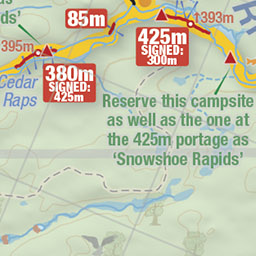 ds'
85m
425m
SIGNED:
300m
393m
395m
380m
SIGNED:
425m
Cedar
Raps
Reserve this campsite
as well as the one at
the 425m portage as
‘Snowshoe Rapids’